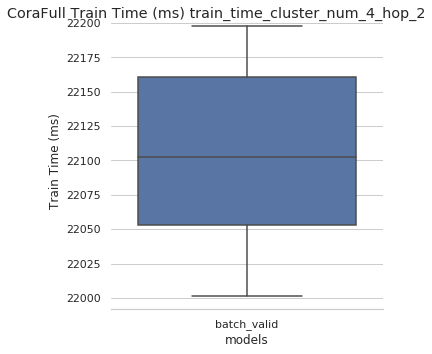 CoraFull Train Time (ms) train_time_cluster_num_4_hop_2
22200
22175
22150
22125
22100
22075
22050
22025
22000
Train Time (ms)
batch_valid
models